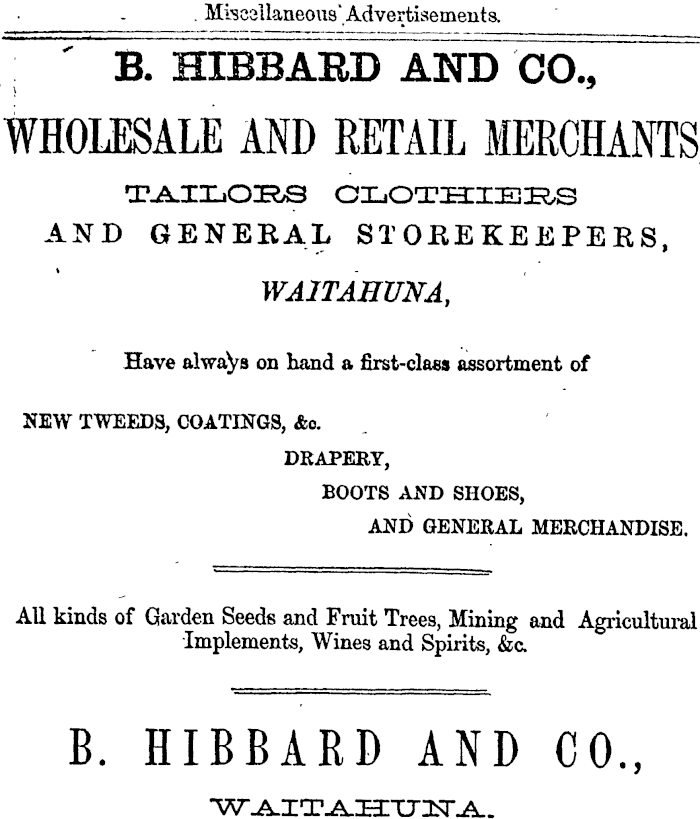 Miscellaneous Advertisements.
B. HIBBARD AND CO.,
WHOLESALE AND RETAIL MERCHANTS
TAILORS CLOTHIERS
AND GENERAL STOREKEEPERS,
WAITAHUNA,
Have always on hand a first-class assortment of
NEW TWEEDS, COATINGS, &c.
DRAPERY,
BOOTS AND SHOES,
AND GENERAL MERCHANDISE.
All kinds of Garden Seeds and Fruit Trees, Mining and Agricultural
Implements, Wines and Spirits, &c.
B. HIBBARD AND CO.,
WAITAHUNA.